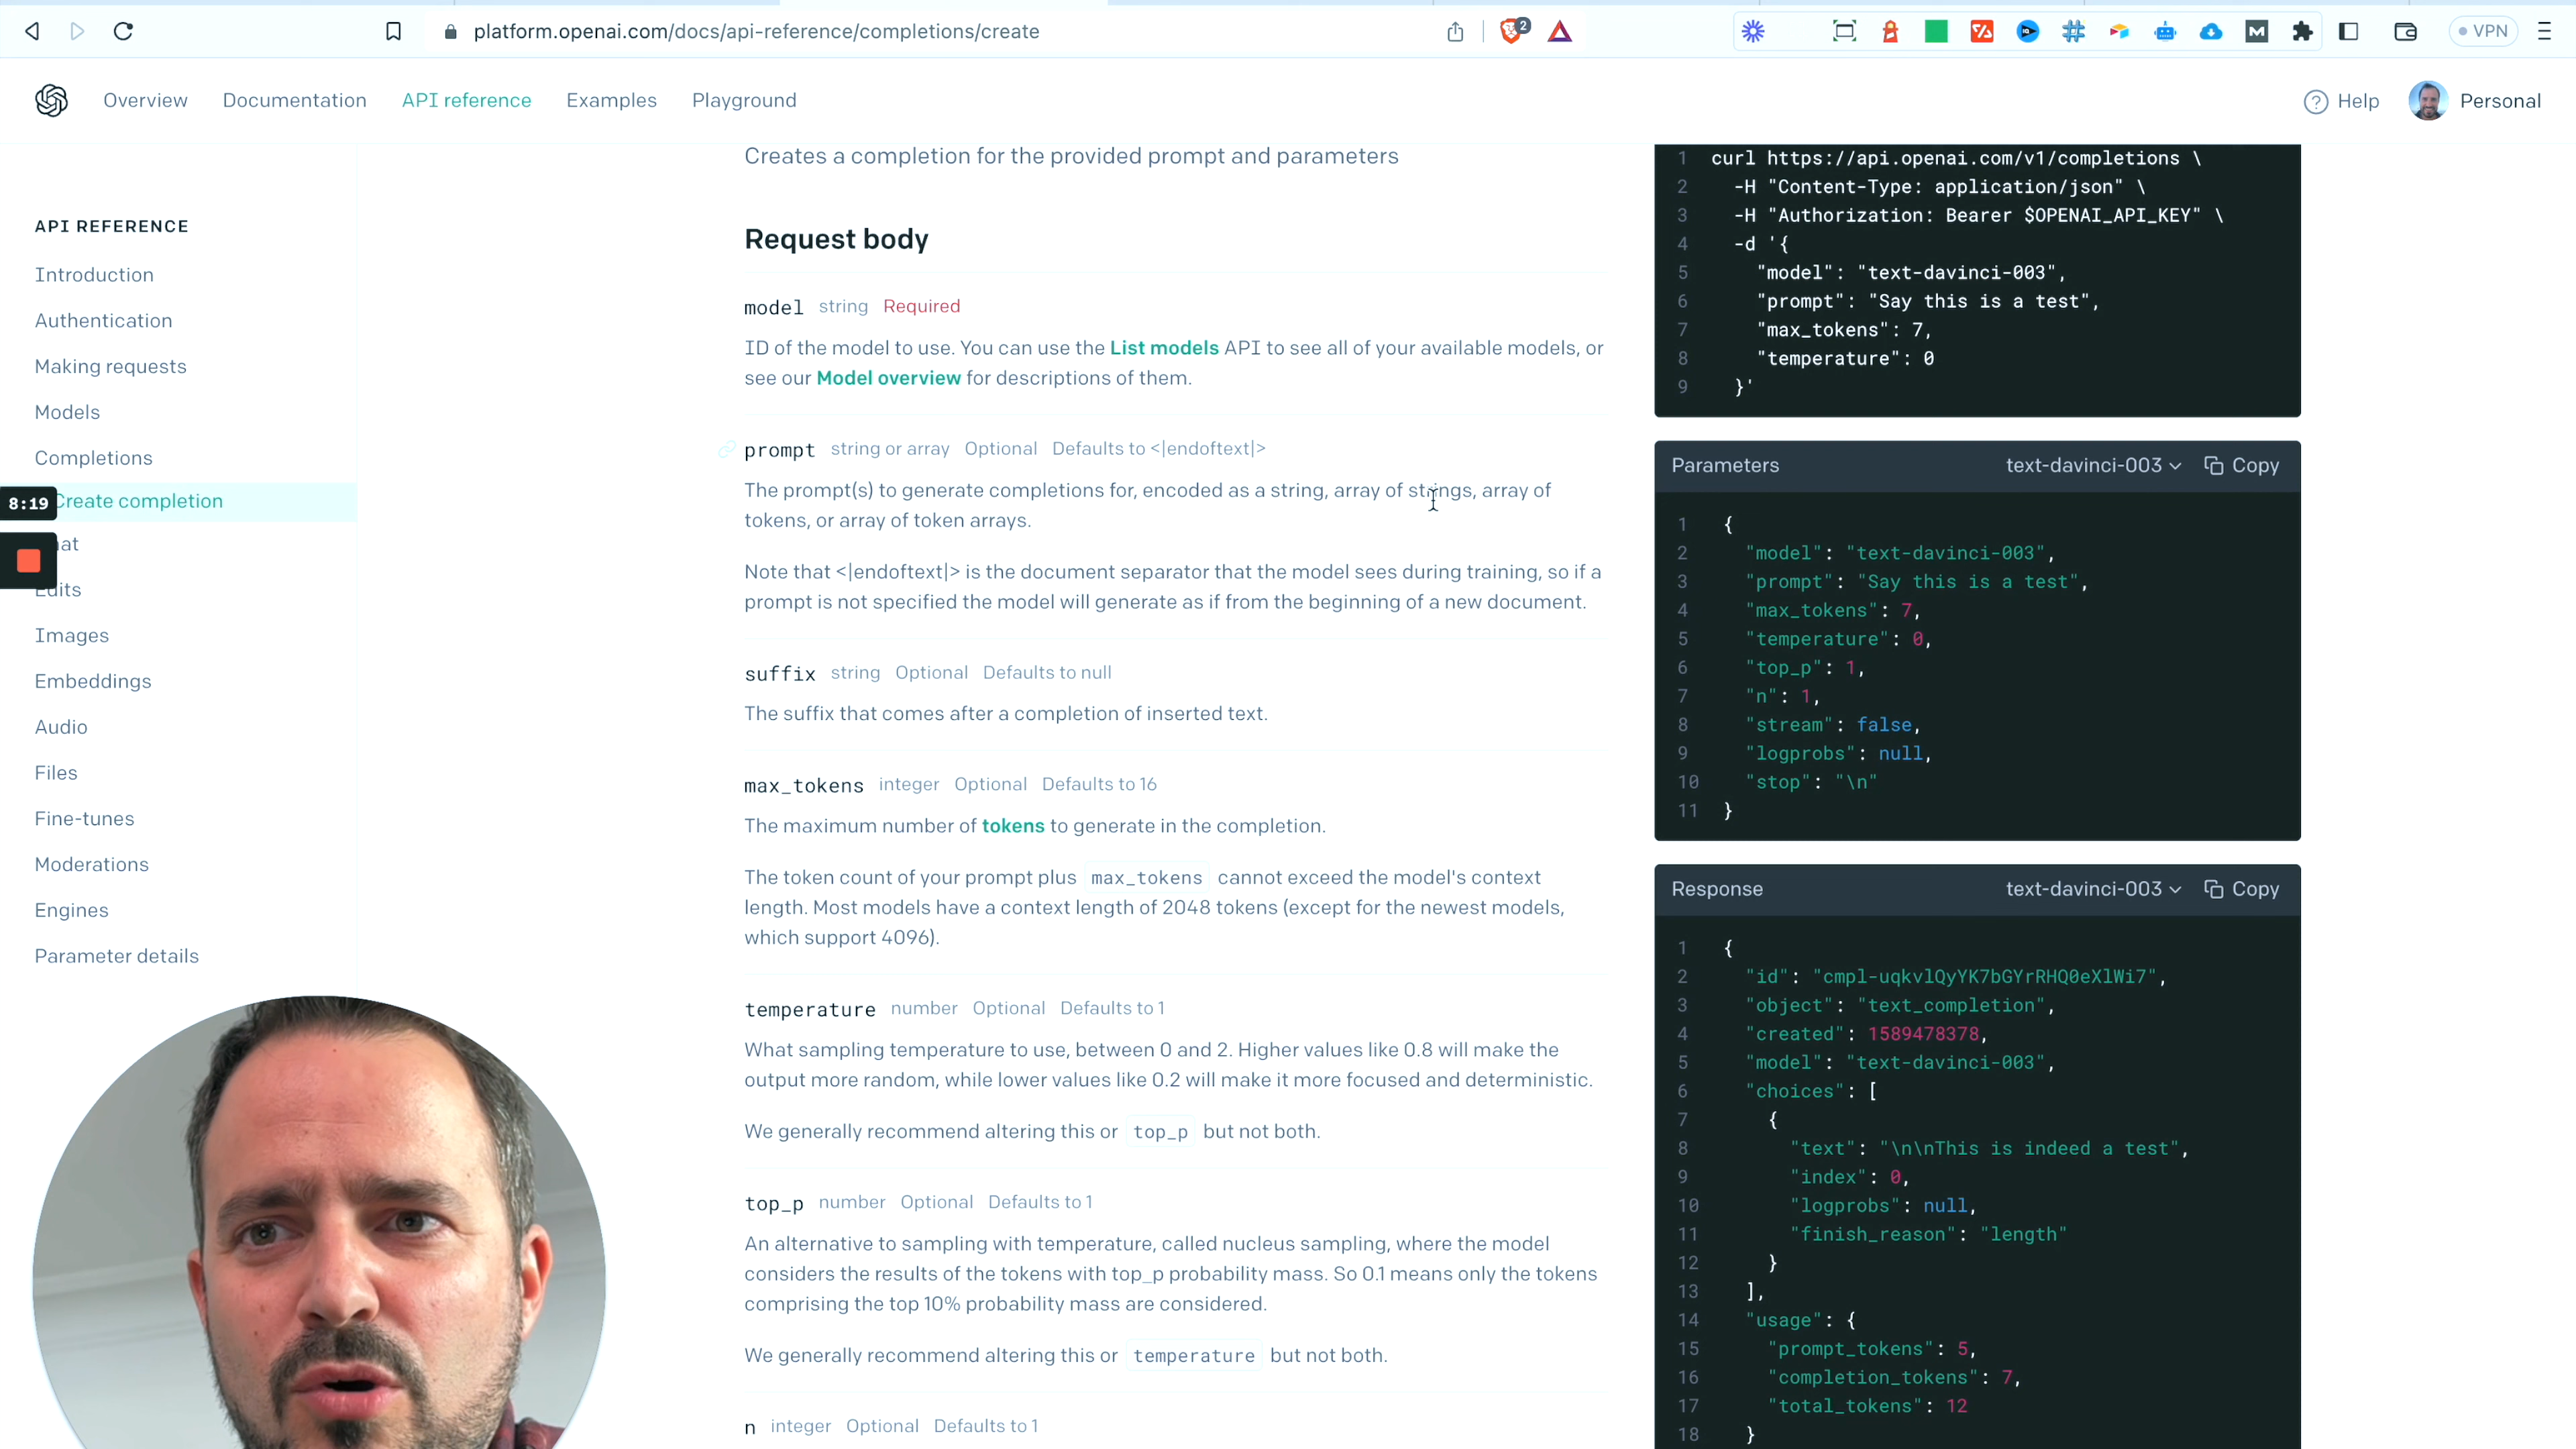 platform.openai.com/docs/api-reference/completions/create
2
VPN
Overview Documentation API reference Examples Playground
Help Personal
API REFERENCE
Introduction
Authentication
Making requests
Models
Completions
8:19
Create completion
at
Edits
Images
Embeddings
Audio
Files
Fine-tunes
Moderations
Engines
Parameter details
Creates a completion for the provided prompt and parameters
Request body
model string Required
ID of the model to use. You can use the List models API to see all of your available models, or
see our Model overview for descriptions of them.
prompt string or array Optional Defaults to <|endoftext|>
The prompt(s) to generate completions for, encoded as a string, array of strings, array of
tokens, or array of token arrays.
Note that <|endoftext|> is the document separator that the model sees during training, so if a
prompt is not specified the model will generate as if from the beginning of a new document.
suffix string Optional Defaults to null
The suffix that comes after a completion of inserted text.
max_tokens integer Optional Defaults to 16
The maximum number of tokens to generate in the completion.
The token count of your prompt plus max_tokens cannot exceed the model's context
length. Most models have a context length of 2048 tokens (except for the newest models,
which support 4096).
temperature number Optional Defaults to 1
What sampling temperature to use, between 0 and 2. Higher values like 0.8 will make the
output more random, while lower values like 0.2 will make it more focused and deterministic.
We generally recommend altering this or top_p but not both.
top_p number Optional Defaults to 1
An alternative to sampling with temperature, called nucleus sampling, where the model
considers the results of the tokens with top_p probability mass. So 0.1 means only the tokens
comprising the top 10% probability mass are considered.
We generally recommend altering this or temperature but not both.
n integer Optional Defaults to 1
1 curl https://api.openai.com/v1/completions \
2 -H "Content-Type: application/json" \
3 -H "Authorization: Bearer $OPENAI_API_KEY" \
4 -d '{
5 "model": "text-davinci-003",
6 "prompt": "Say this is a test",
7 "max_tokens": 7,
8 "temperature": 0
9 }'
Parameters text-davinci-003 Copy
1 {
2 "model": "text-davinci-003",
3 "prompt": "Say this is a test",
4 "max_tokens": 7,
5 "temperature": 0,
6 "top_p": 1,
7 "n": 1,
8 "stream": false,
9 "logprobs": null,
10 "stop": "\n"
11 }
Response text-davinci-003 Copy
1 {
2 "id": "cmpl-uqkvlQyYK7bGYrRHQ0eXlWi7",
3 "object": "text_completion",
4 "created": 1589478378,
5 "model": "text-davinci-003",
6 "choices": [
7 {
8 "text": "\n\nThis is indeed a test",
9 "index": 0,
10 "logprobs": null,
11 "finish_reason": "length"
12 }
13 ],
14 "usage": {
15 "prompt_tokens": 5,
16 "completion_tokens": 7,
17 "total_tokens": 12
18 }